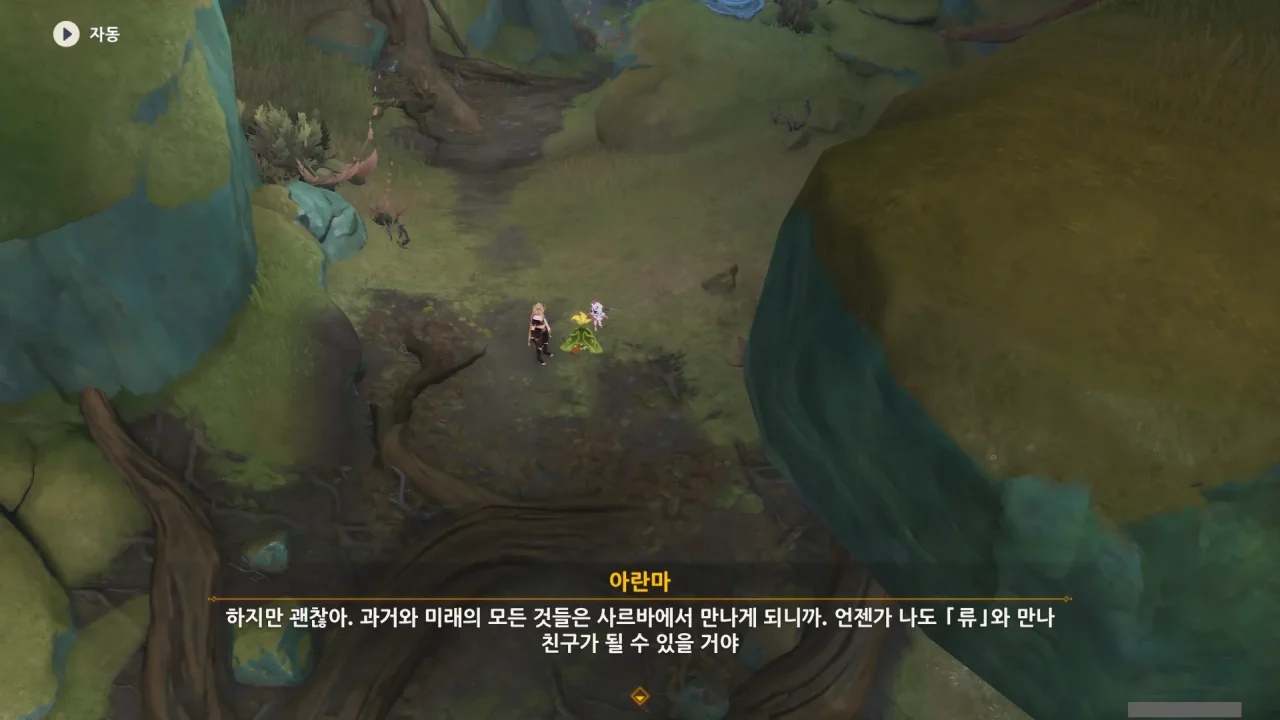 자동
아란마
하지만 괜찮아. 과거와 미래의 모든 것들은 사르바에서 만나게 되니까. 언젠가 나도 「류」와 만나
친구가 될 수 있을 거야